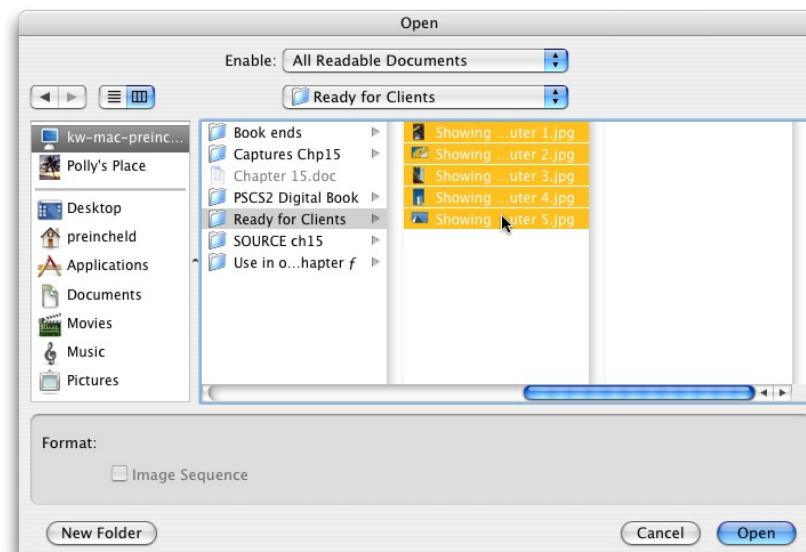 Open
Enable: All Readable Documents
Ready for Clients
kw-mac-preinc...
Polly's Place
Desktop
preincheld
Applications
Documents
Movies
Music
Pictures
Book ends
Captures Chp15
Chapter 15.doc
PSCS2 Digital Book
Ready for Clients
SOURCE ch15
Use in o...hapter ƒ
Showing ...uter 1.jpg
Showing ...uter 2.jpg
Showing ...uter 3.jpg
Showing ...uter 4.jpg
Showing ...uter 5.jpg
Format:
Image Sequence
New Folder
Cancel
Open